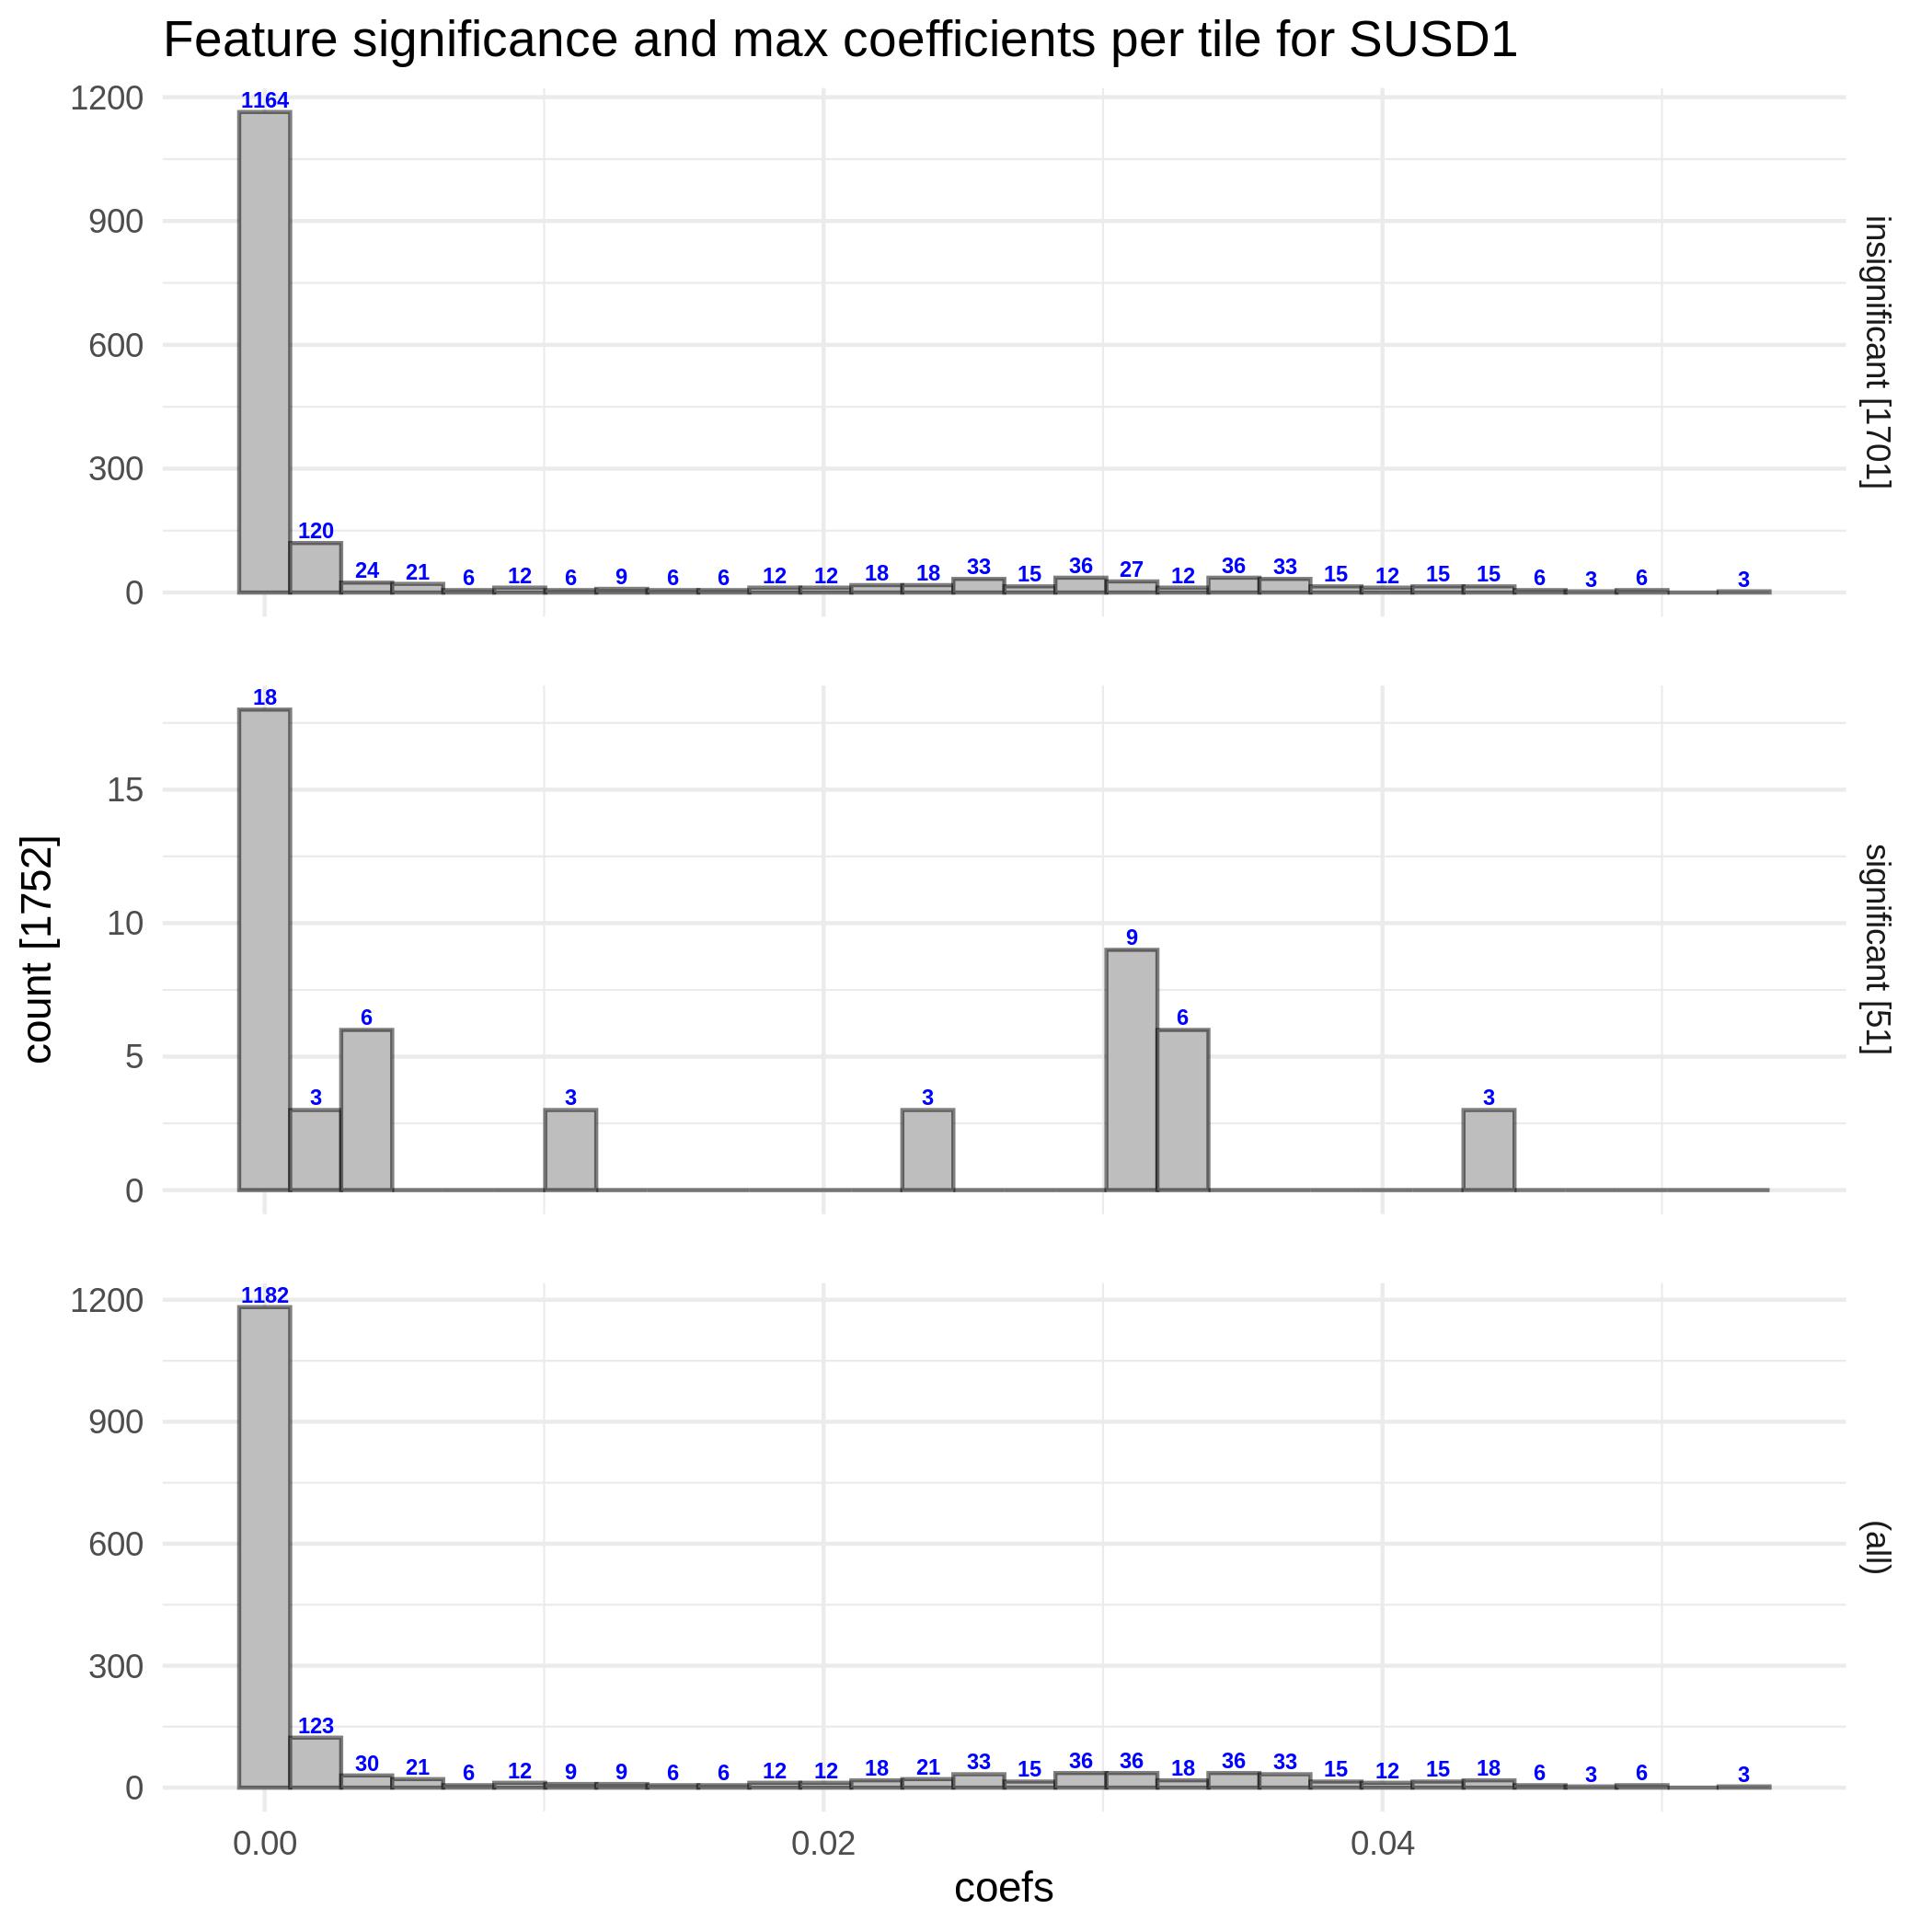 Feature significance and max coefficients per tile for SUSD1
1200
900
600
300
0
1164
120
24 21 6 12 6 9 6 6 12 12 18 18 33 15 36 27 12 36 33 15 12 15 15 6 3 6 3
insignificant [1701]
count [1752]
15
10
5
0
18
3
6
3
3
9
6
3
significant [51]
1200
900
600
300
0
1182
123
30 21 6 12 9 9 6 6 12 12 18 21 33 15 36 36 18 36 33 15 12 15 18 6 3 6 3
(all)
0.00 0.02 0.04
coefs